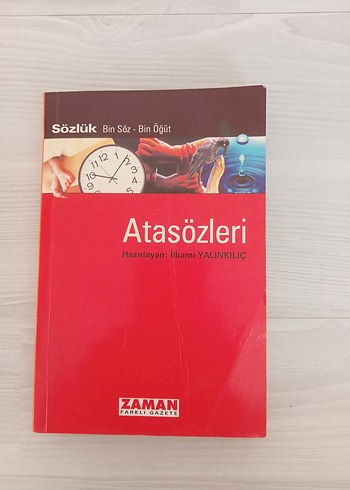 Sözlük Bin Söz - Bin Öğüt
Atasözleri
Hazırlayan: İlhami YALINKILIÇ
ZAMAN
FARKLI GAZETE